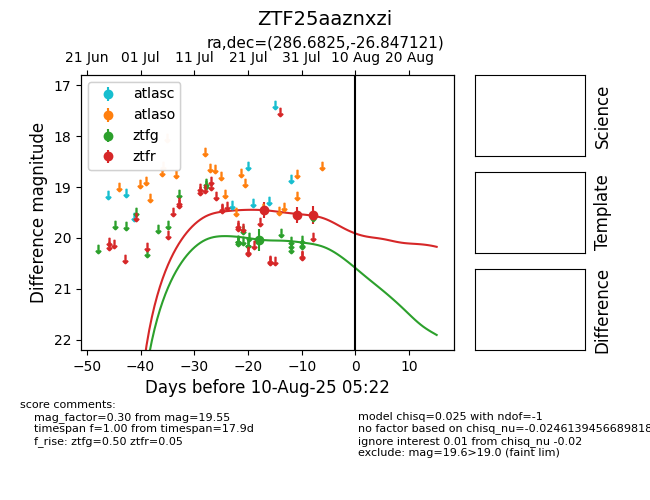 ZTF25aaznxzi
ra,dec=(286.6825,-26.847121)
21 Jun 01 Jul 11 Jul 21 Jul 31 Jul 10 Aug 20 Aug
atlasc
atlaso
ztfg
ztfr
17
18
19
20
21
22
Difference magnitude
−50 −40 −30 −20 −10 0 10
Days before 10-Aug-25 05:22
Science
Template
Difference
score comments:
mag_factor=0.30 from mag=19.55
timespan f=1.00 from timespan=17.9d
f_rise: ztfg=0.50 ztfr=0.05
model chisq=0.025 with ndof=-1
no factor based on chisq_nu=-0.0246139456689818
ignore interest 0.01 from chisq_nu -0.02
exclude: mag=19.6>19.0 (faint lim)